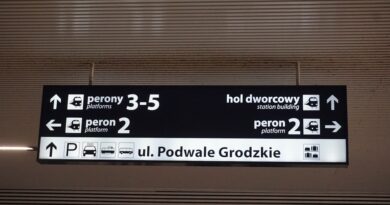 perony 3-5 hol dworcowy
platforms station building
peron 2 peron 2
platform platform
P ul. Podwale Grodzkie